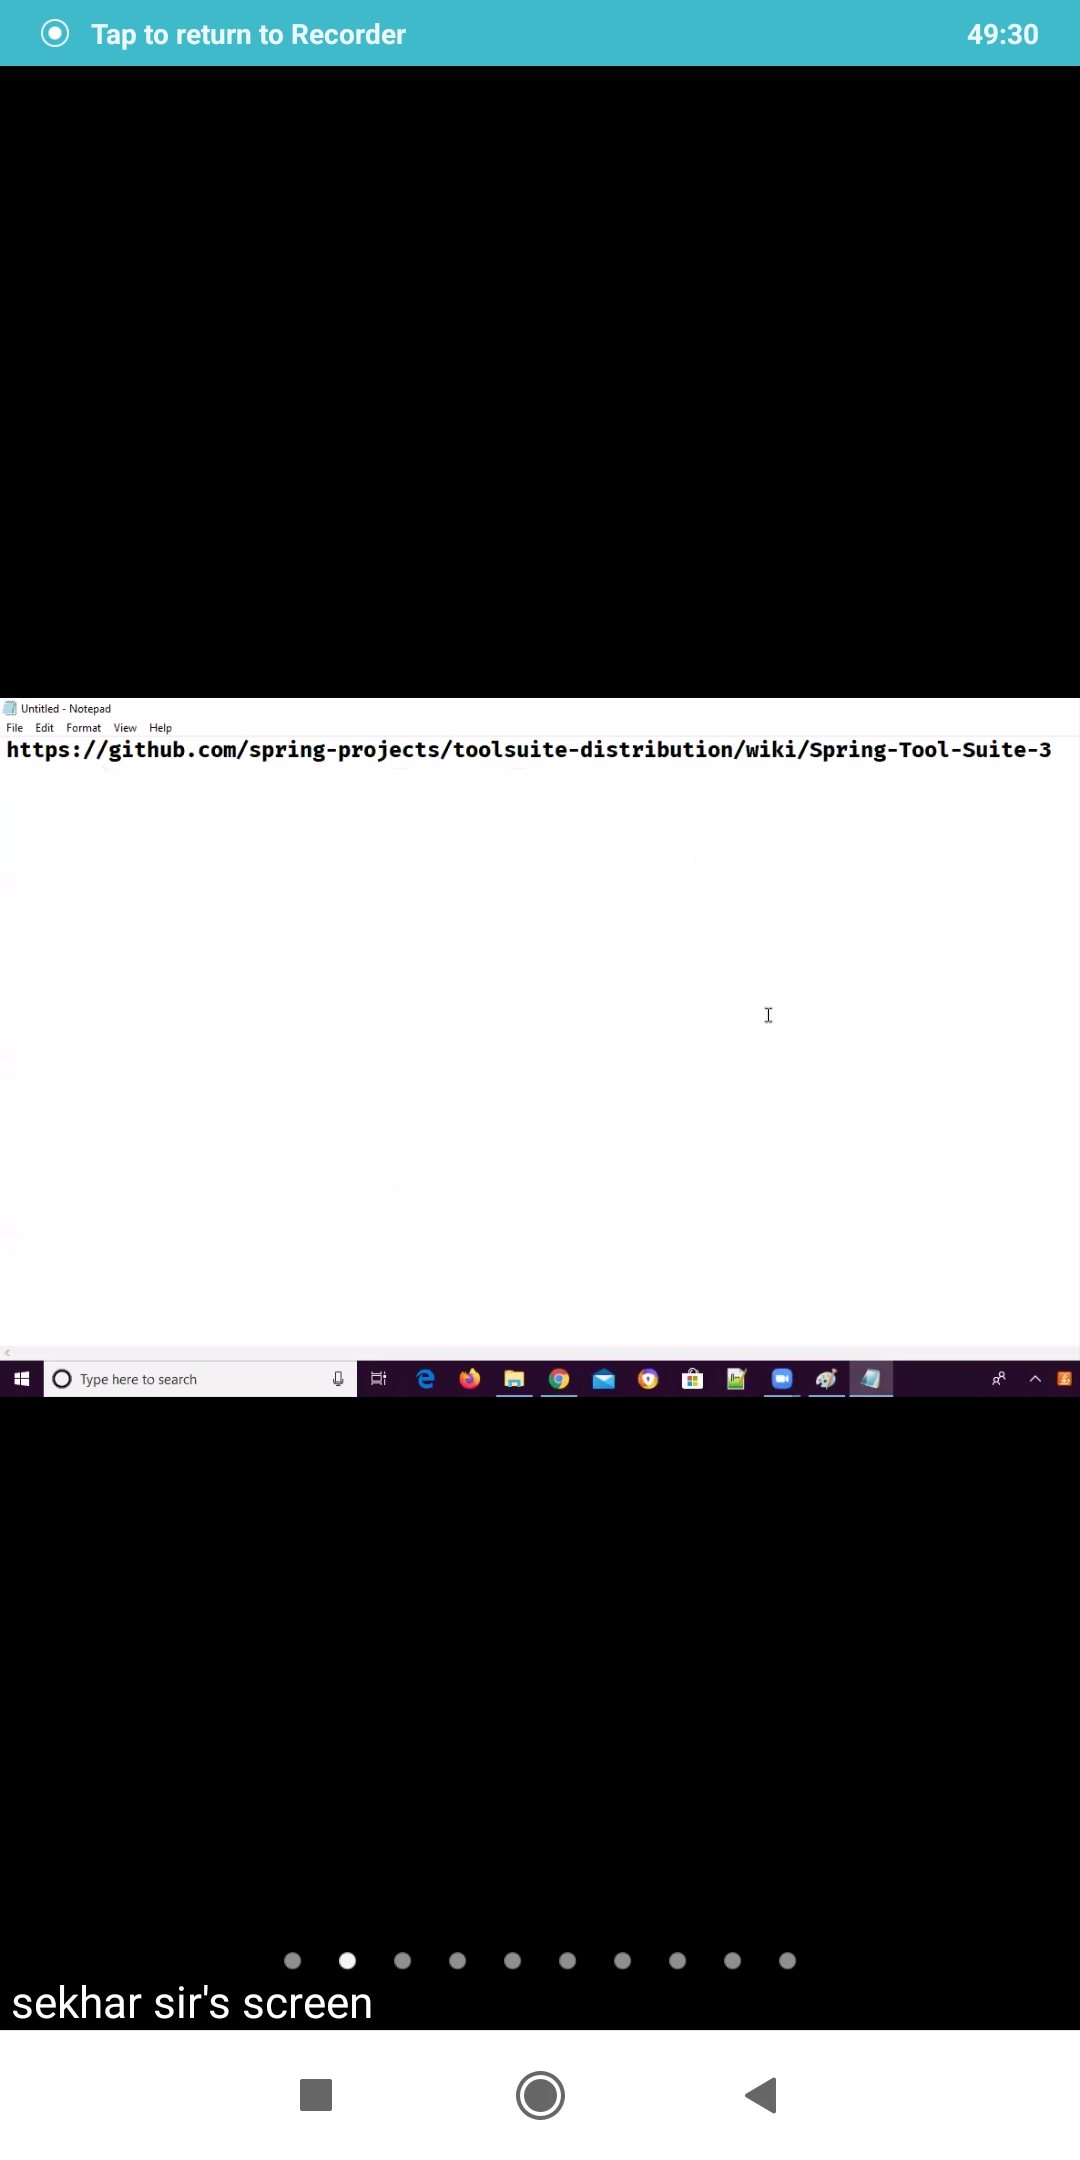 Tap to return to Recorder 49:30
Untitled - Notepad
File Edit Format View Help
https://github.com/spring-projects/toolsuite-distribution/wiki/Spring-Tool-Suite-3
Type here to search
sekhar sir's screen